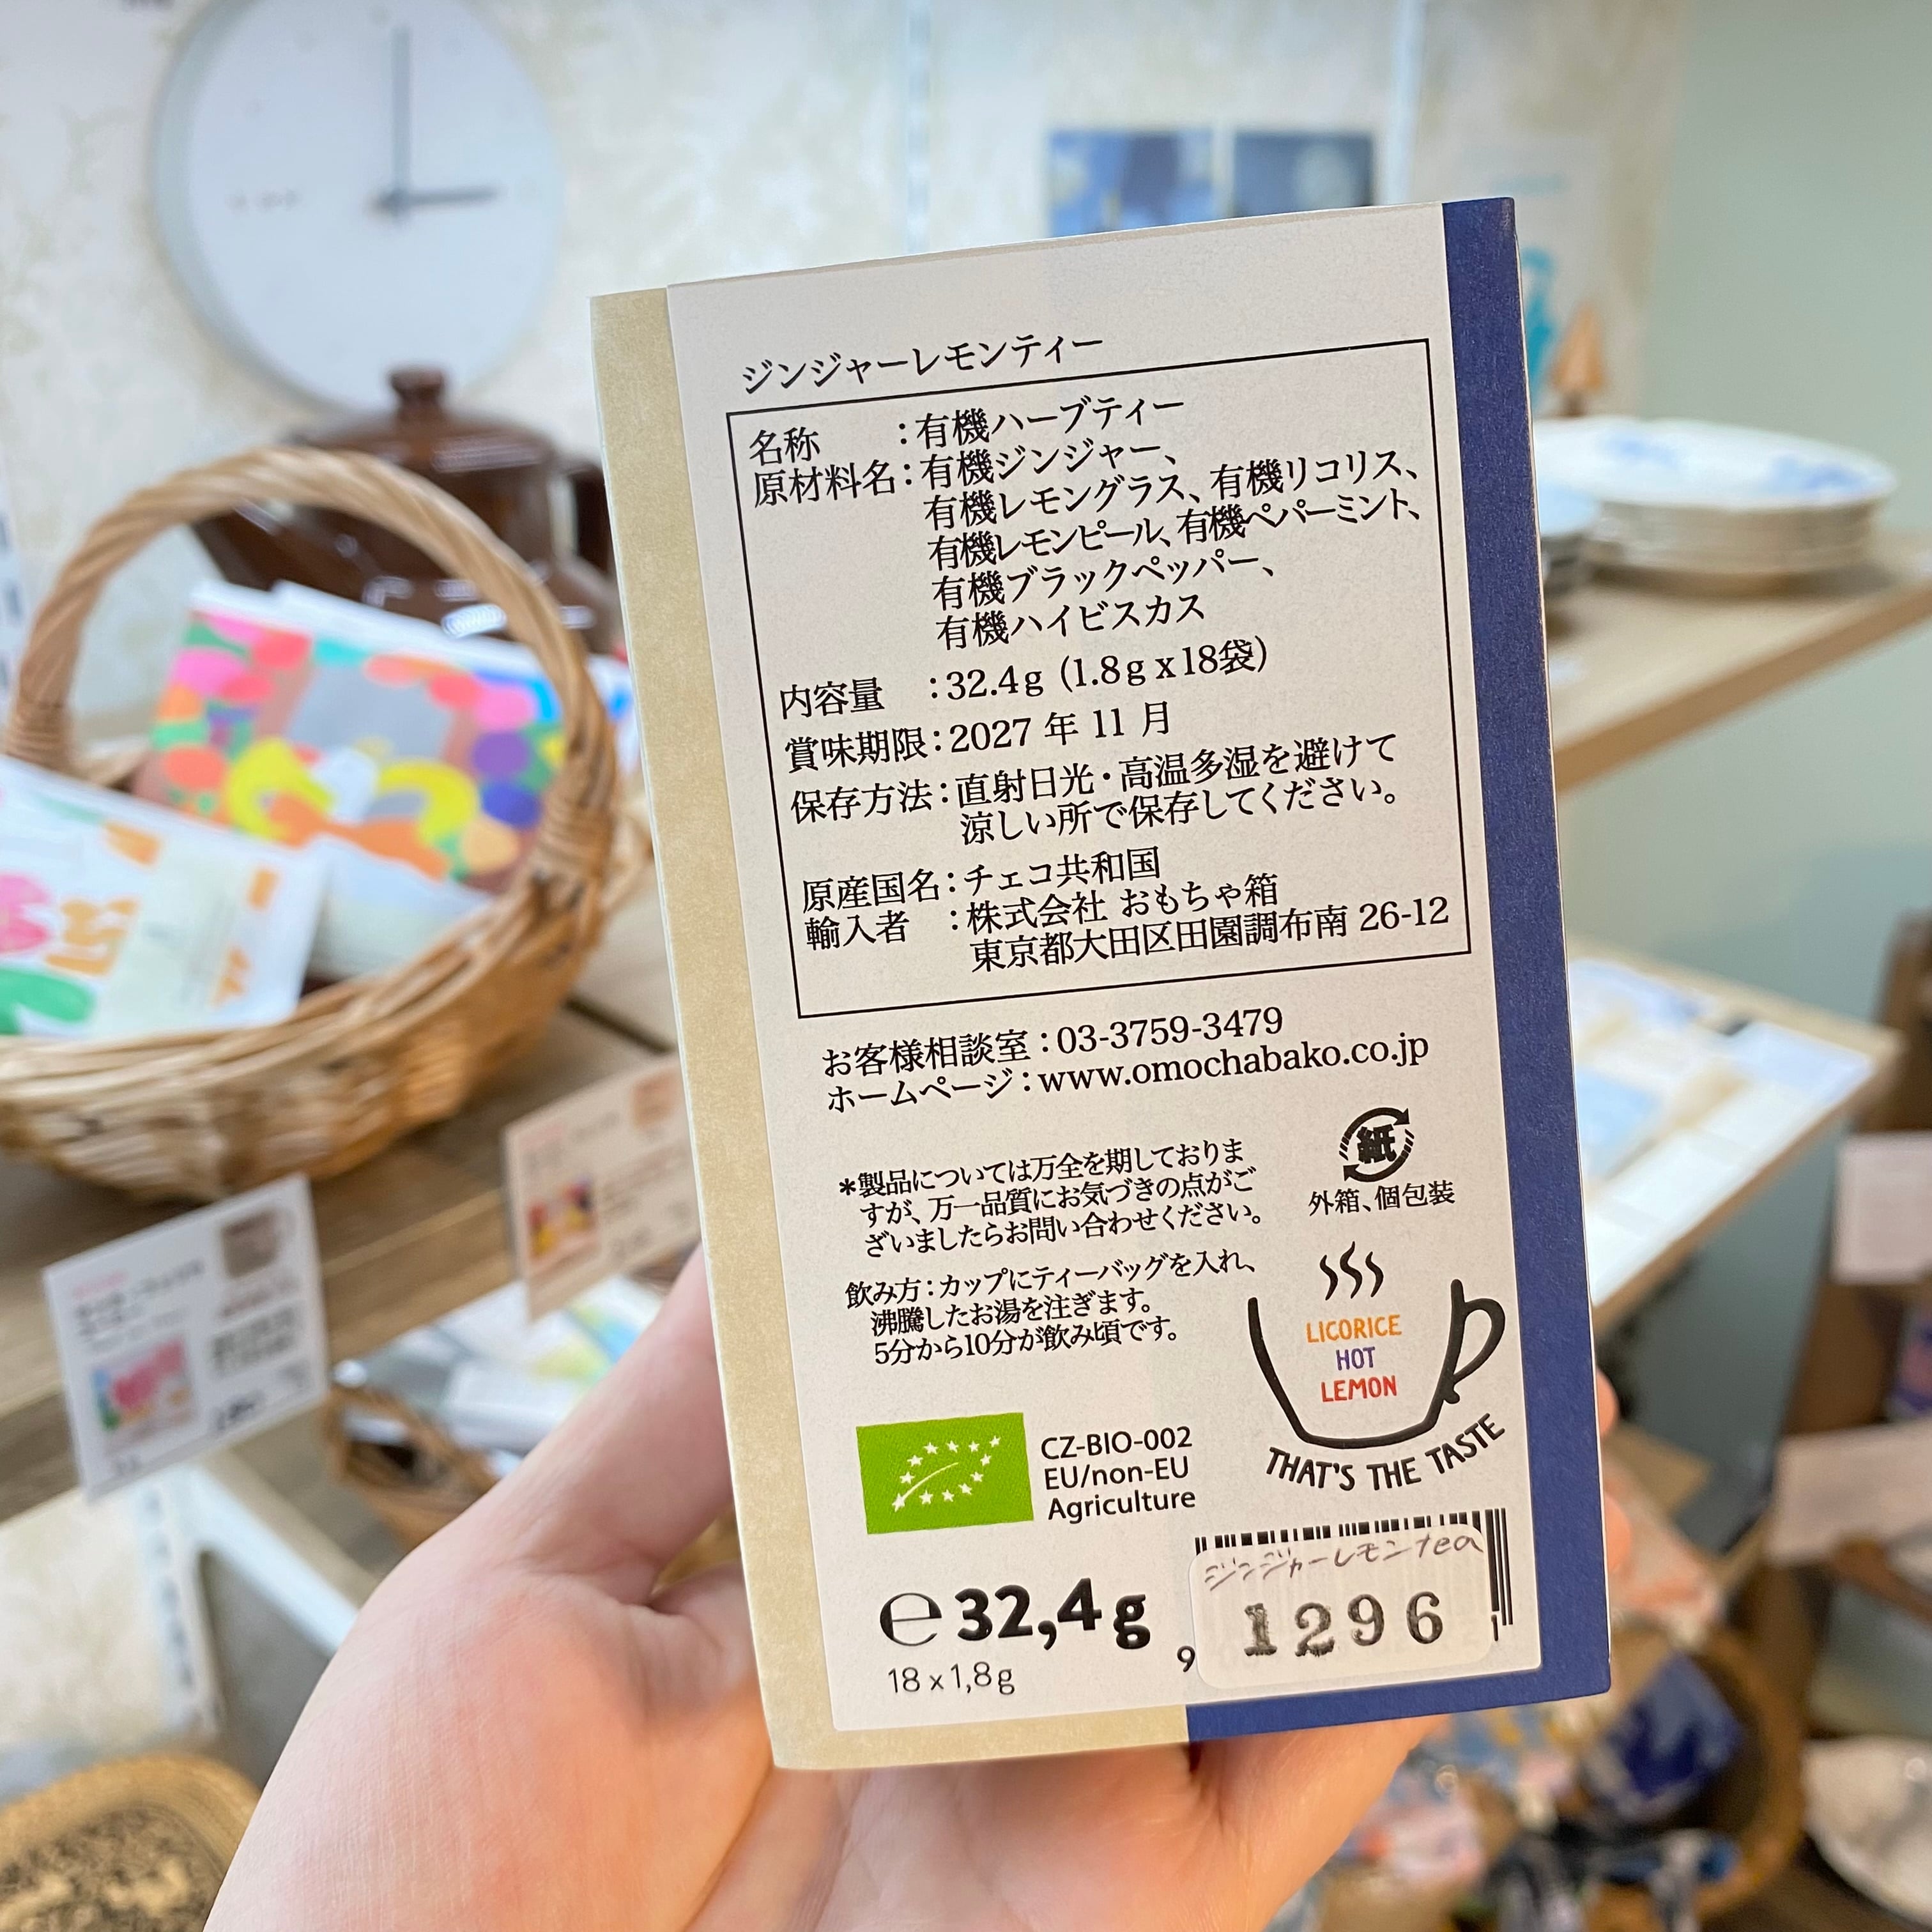 ジンジャーレモンティー
名称　　:有機ハーブティー
原材料名:有機ジンジャー、
有機レモングラス、有機リコリス、
有機レモンピール、有機ペパーミント、
有機ブラックペッパー、
有機ハイビスカス
内容量　:32.4g (1.8g x18袋)
賞味期限:2027 年 11 月
保存方法:直射日光・高温多湿を避けて
涼しい所で保存してください。
原産国名:チェコ共和国
輸入者　:株式会社 おもちゃ箱
東京都大田区田園調布南 26-12
お客様相談室:03-3759-3479
ホームページ:www.omochabako.co.jp
*製品については万全を期しておりま
すが、万一品質にお気づきの点がご
ざいましたらお問い合わせください。
紙
外箱、個包装
飲み方:カップにティーバッグを入れ、
沸騰したお湯を注ぎます。
5分から10分が飲み頃です。
LICORICE
HOT
LEMON
THAT'S THE TASTE
CZ-BIO-002
EU/non-EU
Agriculture
℮ 32,4 g
18 x 1,8 g
ジンジャーレモンtea
1296
9